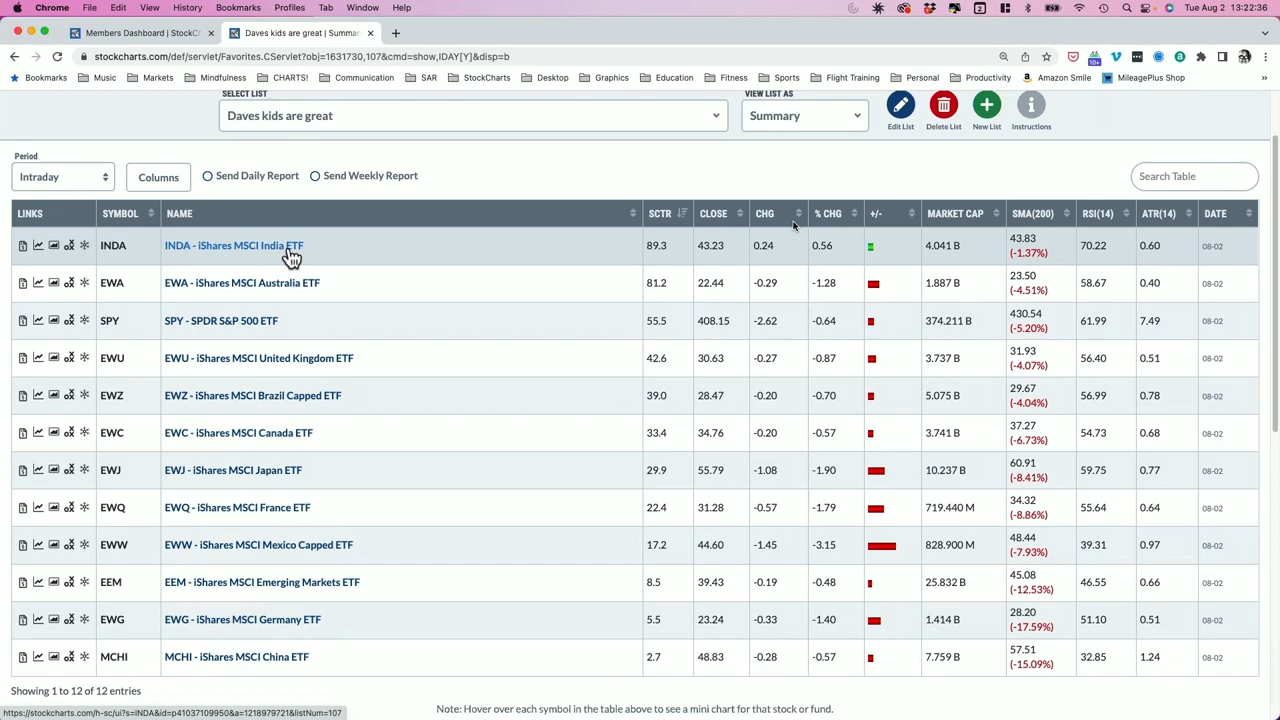 Chrome File Edit View History Bookmarks Profiles Tab Window Help Tue Aug 2 13:22:36
Members Dashboard | StockCh × Daves kids are great | Summar ×
stockcharts.com/def/servlet/Favorites.CServlet?obj=1631730,107&cmd=show,IDAY[Y]&disp=b
Bookmarks Music Markets Mindfulness CHARTS! Communication SAR StockCharts Desktop Graphics Education Fitness Sports Flight Training Personal Productivity Amazon Smile MileagePlus Shop »
SELECT LIST VIEW LIST AS
Daves kids are great Summary
Edit List Delete List New List Instructions
Period
Intraday Columns Send Daily Report Send Weekly Report Search Table
LINKS SYMBOL NAME SCTR CLOSE CHG % CHG +/- MARKET CAP SMA(200) RSI(14) ATR(14) DATE
INDA INDA - iShares MSCI India ETF 89.3 43.23 0.24 0.56 4.041 B 43.83 (-1.37%) 70.22 0.60 08-02
EWA EWA - iShares MSCI Australia ETF 81.2 22.44 -0.29 -1.28 1.887 B 23.50 (-4.51%) 58.67 0.40 08-02
SPY SPY - SPDR S&P 500 ETF 55.5 408.15 -2.62 -0.64 374.211 B 430.54 (-5.20%) 61.99 7.49 08-02
EWU EWU - iShares MSCI United Kingdom ETF 42.6 30.63 -0.27 -0.87 3.737 B 31.93 (-4.07%) 56.40 0.51 08-02
EWZ EWZ - iShares MSCI Brazil Capped ETF 39.0 28.47 -0.20 -0.70 5.075 B 29.67 (-4.04%) 56.99 0.78 08-02
EWC EWC - iShares MSCI Canada ETF 33.4 34.76 -0.20 -0.57 3.741 B 37.27 (-6.73%) 54.73 0.68 08-02
EWJ EWJ - iShares MSCI Japan ETF 29.9 55.79 -1.08 -1.90 10.237 B 60.91 (-8.41%) 59.75 0.77 08-02
EWQ EWQ - iShares MSCI France ETF 22.4 31.28 -0.57 -1.79 719.440 M 34.32 (-8.86%) 55.64 0.64 08-02
EWW EWW - iShares MSCI Mexico Capped ETF 17.2 44.60 -1.45 -3.15 828.900 M 48.44 (-7.93%) 39.31 0.97 08-02
EEM EEM - iShares MSCI Emerging Markets ETF 8.5 39.43 -0.19 -0.48 25.832 B 45.08 (-12.53%) 46.55 0.66 08-02
EWG EWG - iShares MSCI Germany ETF 5.5 23.24 -0.33 -1.40 1.414 B 28.20 (-17.59%) 51.10 0.51 08-02
MCHI MCHI - iShares MSCI China ETF 2.7 48.83 -0.28 -0.57 7.759 B 57.51 (-15.09%) 32.85 1.24 08-02
Showing 1 to 12 of 12 entries
Note: Hover over each symbol in the table above to see a mini chart for that stock or fund.
https://stockcharts.com/h-sc/ui?s=INDA&id=p41037109950&a=1218979721&listNum=107